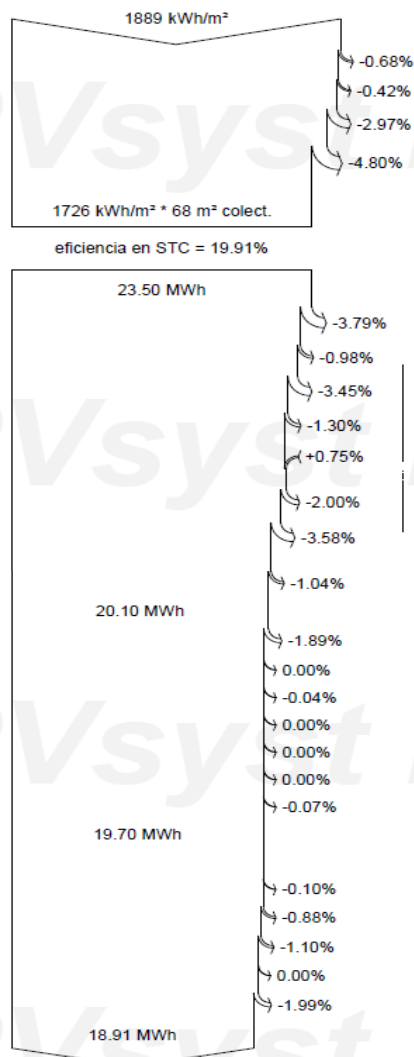 1889 kWh/m²
-0.68%
-0.42%
-2.97%
-4.80%
1726 kWh/m² * 68 m² colect.
eficiencia en STC = 19.91%
23.50 MWh
-3.79%
-0.98%
-3.45%
-1.30%
+0.75%
-2.00%
-3.58%
-1.04%
20.10 MWh
-1.89%
0.00%
-0.04%
0.00%
0.00%
0.00%
-0.07%
19.70 MWh
-0.10%
-0.88%
-1.10%
0.00%
-1.99%
18.91 MWh
Vsyst
Vsyst
Vsyst